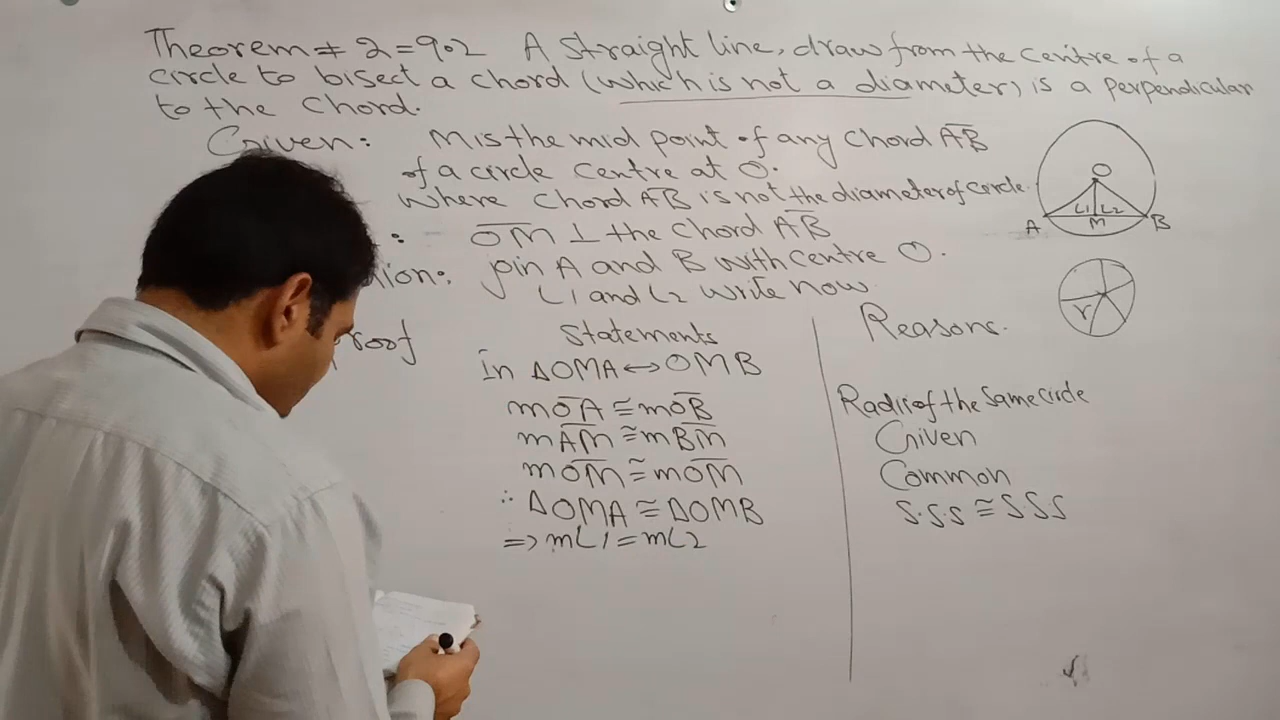 Theorem # 2 = 9.2 A straight line, draw from the centre of a
circle to bisect a chord (which is not a diameter) is a perpendicular
to the chord.
Given: M is the mid point of any chord AB
of a circle centre at O.
where chord AB is not the diameter of circle.
: OM ⊥ the chord AB
tion: join A and B with centre O.
∠1 and ∠2 write now
Proof Statements Reasons.
In ΔOMA ↔ OMB
mOA ≅ mOB Radii of the Same circle
mAM ≅ mBM Given
mOM ≅ mOM Common
∴ ΔOMA ≅ ΔOMB S.S.S ≅ SSS
⇒ m∠1 = m∠2
O
∠1 ∠2
A M B
r